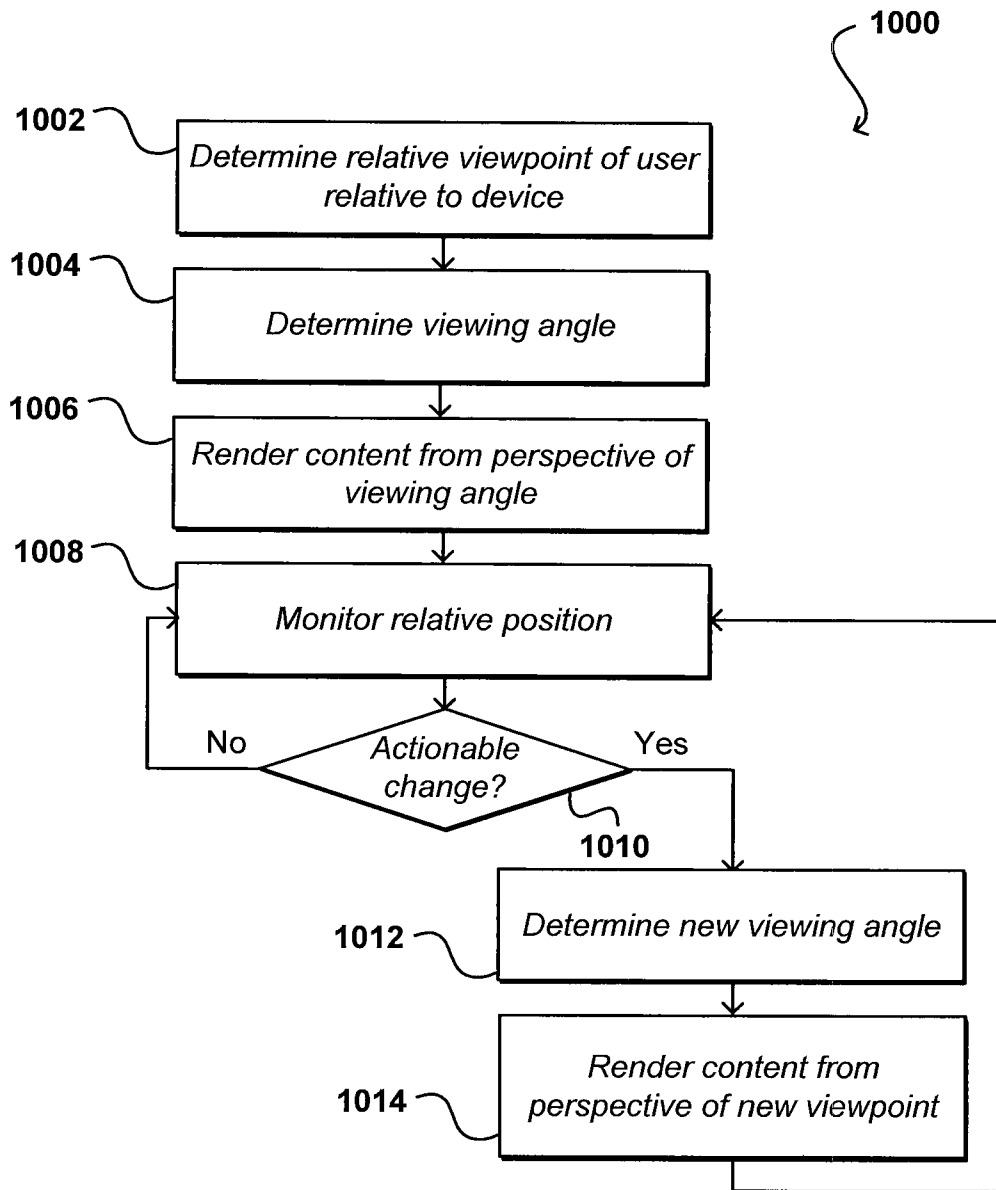 1000
1002
Determine relative viewpoint of user
relative to device
1004
Determine viewing angle
1006
Render content from perspective of
viewing angle
1008
Monitor relative position
No
Actionable
change?
Yes
1010
Determine new viewing angle
1012
Render content from
perspective of new viewpoint
1014